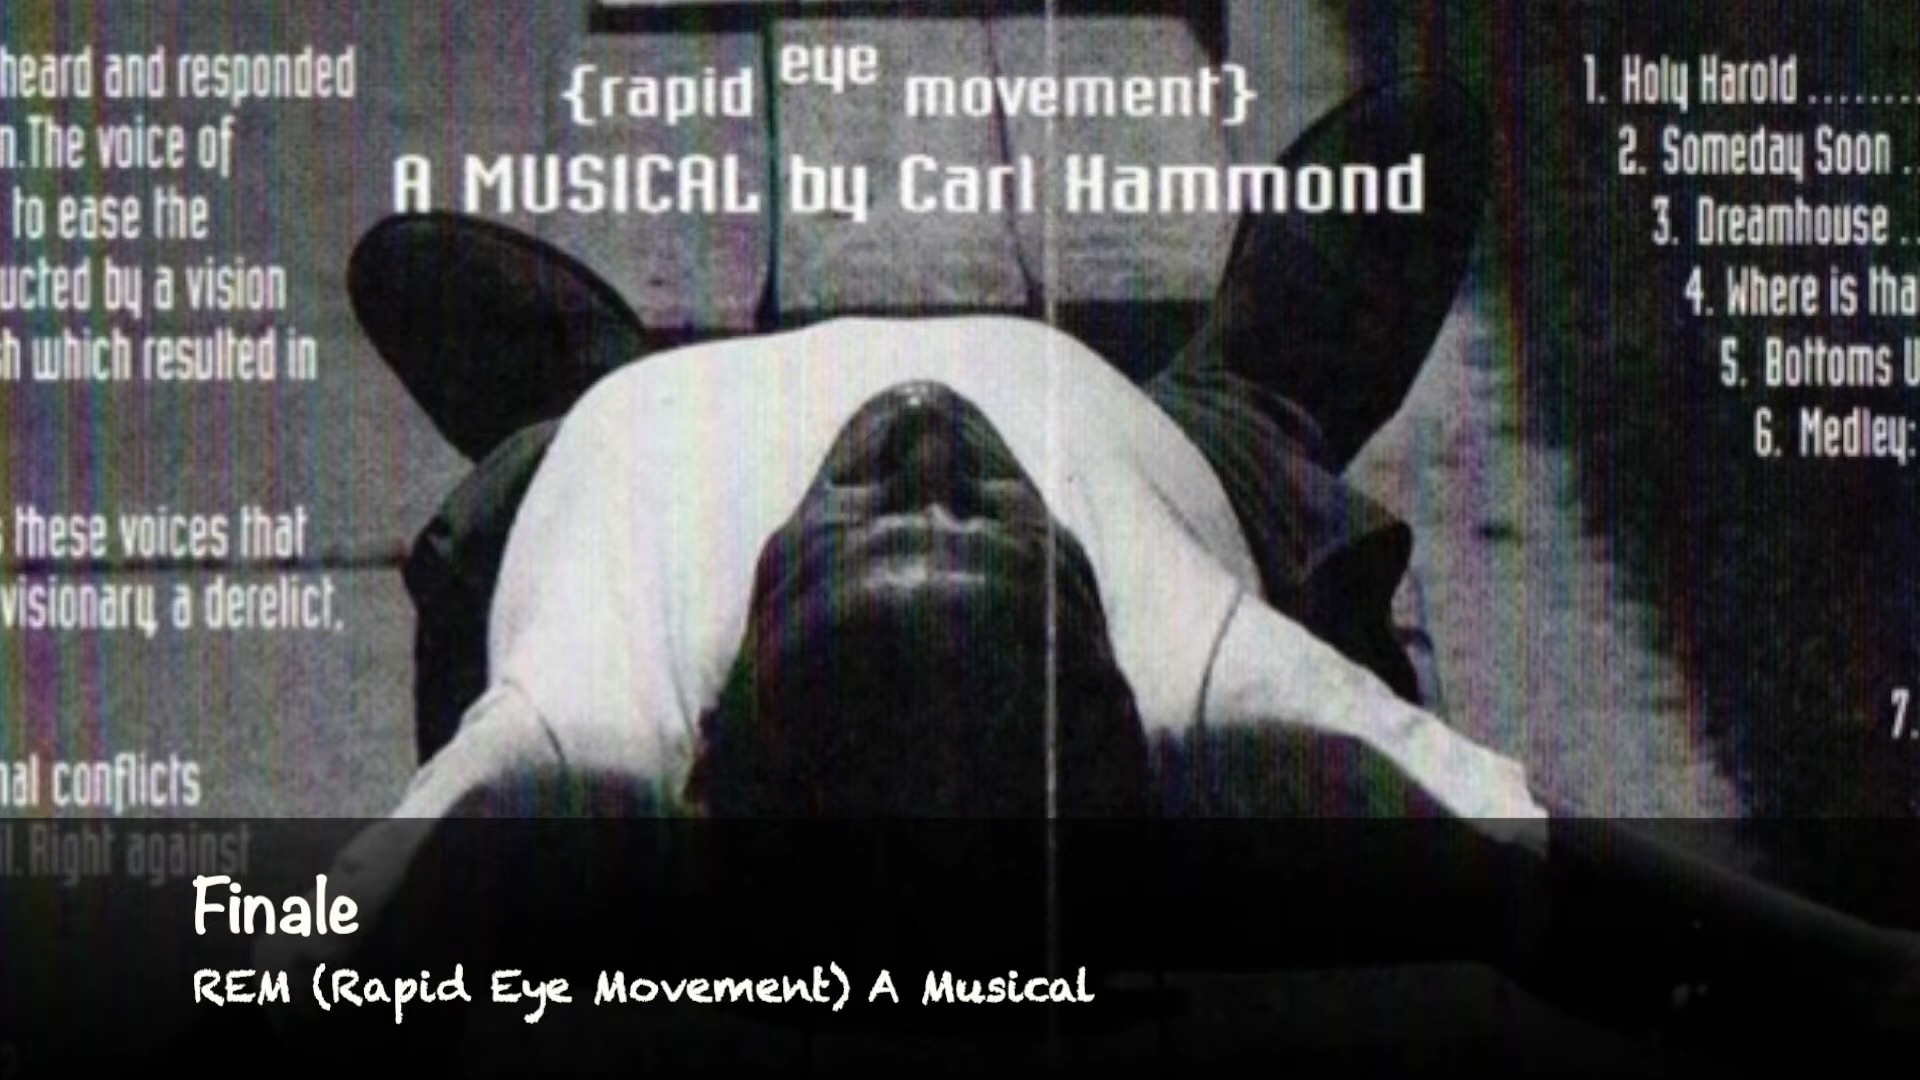 heard and responded
n.The voice of
to ease the
ucted by a vision
sh which resulted in
s these voices that
visionary, a derelict,
nal conflicts
l. Right against
{rapid eye movement}
A MUSICAL by Carl Hammond
1. Holy Harold ........
2. Someday Soon ..
3. Dreamhouse ..
4. Where is tha
5. Bottoms U
6. Medley:
7.
Finale
REM (Rapid Eye Movement) A Musical